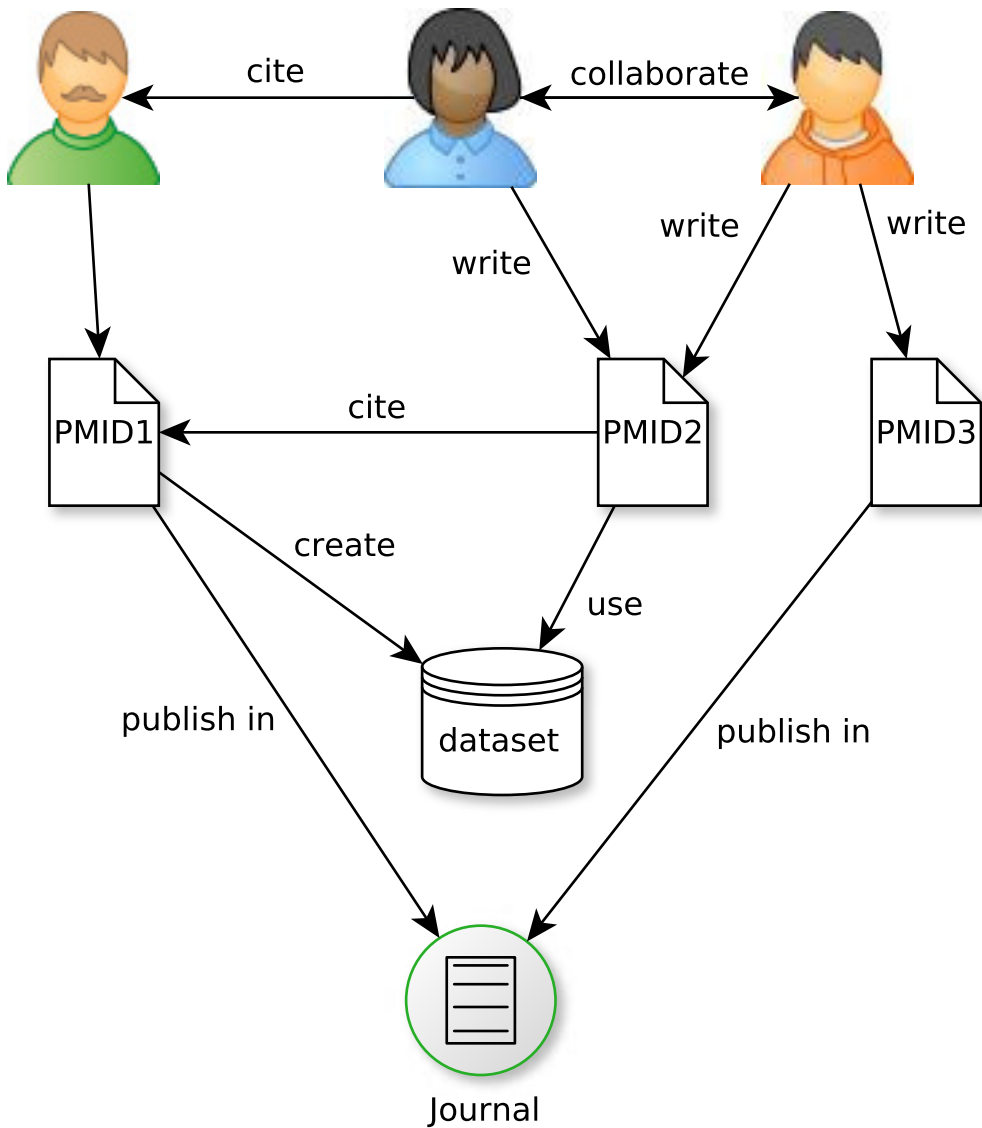 cite
collaborate
write
write
write
cite
PMID1
PMID2
PMID3
create
use
publish in
publish in
dataset
Journal